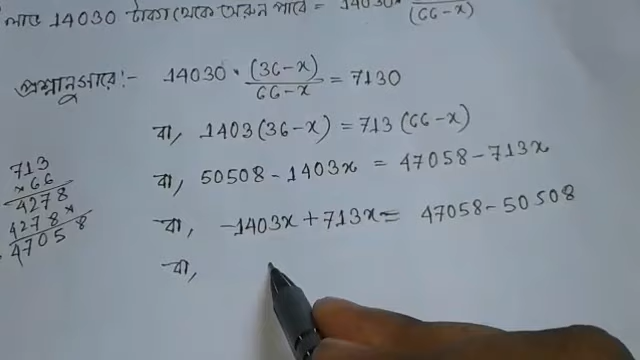 লাভ 14030 টাকা থেকে অরুন পাবে = 14030×
(66-x)
প্রশ্নানুসারে:- 14030 · (36-x)/66-x = 7130
বা, 1403(36-x) = 713(66-x)
বা, 50508 - 1403x = 47058 - 713x
বা, -1403x + 713x = 47058 - 50508
বা,
713
×66
4278
4278×
47058